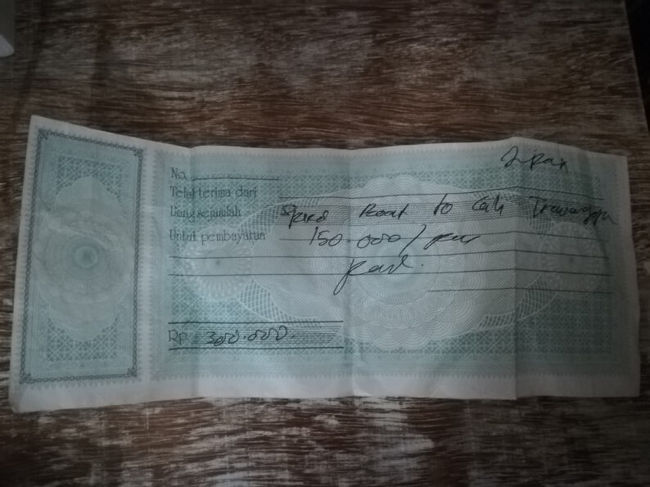 2 pax
No.
Telah terima dari
Uang sejumlah Speed Boat to Gili Trawangan
Untuk pembayaran 150.000/per
Rp. 300.000.